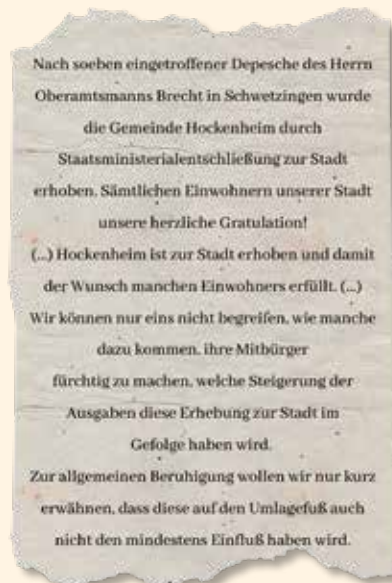 Nach soeben eingetroffener Depesche des Herrn
Oberamtsmanns Brecht in Schwetzingen wurde
die Gemeinde Hockenheim durch
Staatsministerialentschließung zur Stadt
erhoben. Sämtlichen Einwohnern unserer Stadt
unsere herzliche Gratulation!
(...) Hockenheim ist zur Stadt erhoben und damit
der Wunsch manchen Einwohners erfüllt. (...)
Wir können nur eins nicht begreifen, wie manche
dazu kommen, ihre Mitbürger
fürchtig zu machen, welche Steigerung der
Ausgaben diese Erhebung zur Stadt im
Gefolge haben wird.
Zur allgemeinen Beruhigung wollen wir nur kurz
erwähnen, dass diese auf den Umlagefuß auch
nicht den mindestens Einfluß haben wird.